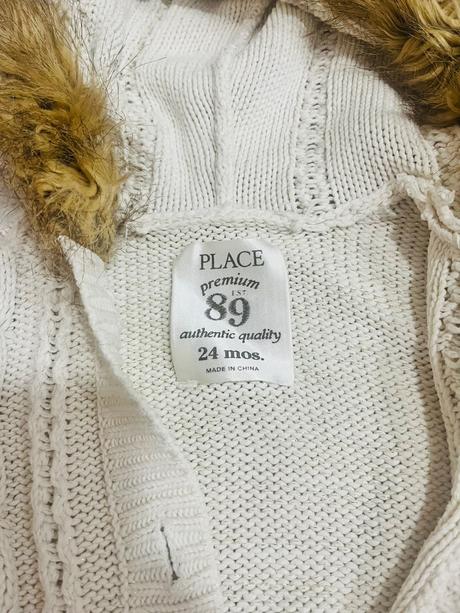 PLACE
premium
EST
89
authentic quality
24 mos.
MADE IN CHINA